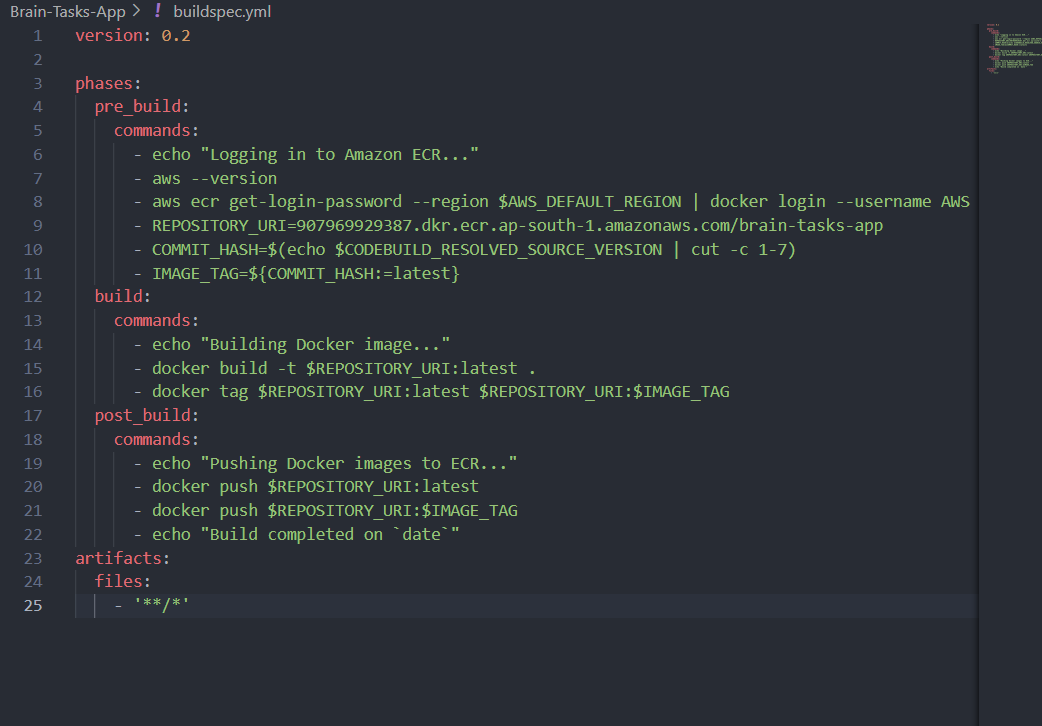 Brain-Tasks-App > ! buildspec.yml
1 version: 0.2
2
3 phases:
4   pre_build:
5     commands:
6       - echo "Logging in to Amazon ECR..."
7       - aws --version
8       - aws ecr get-login-password --region $AWS_DEFAULT_REGION | docker login --username AWS
9       - REPOSITORY_URI=907969929387.dkr.ecr.ap-south-1.amazonaws.com/brain-tasks-app
10       - COMMIT_HASH=$(echo $CODEBUILD_RESOLVED_SOURCE_VERSION | cut -c 1-7)
11       - IMAGE_TAG=${COMMIT_HASH:=latest}
12   build:
13     commands:
14       - echo "Building Docker image..."
15       - docker build -t $REPOSITORY_URI:latest .
16       - docker tag $REPOSITORY_URI:latest $REPOSITORY_URI:$IMAGE_TAG
17   post_build:
18     commands:
19       - echo "Pushing Docker images to ECR..."
20       - docker push $REPOSITORY_URI:latest
21       - docker push $REPOSITORY_URI:$IMAGE_TAG
22       - echo "Build completed on `date`"
23 artifacts:
24   files:
25     - '**/*'